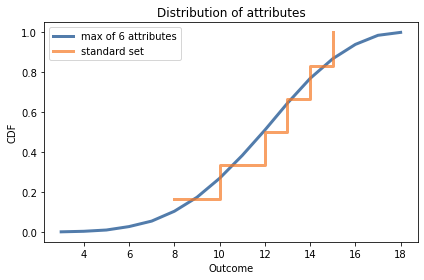 Distribution of attributes
max of 6 attributes
standard set
CDF
1.0
0.8
0.6
0.4
0.2
0.0
4 6 8 10 12 14 16 18
Outcome